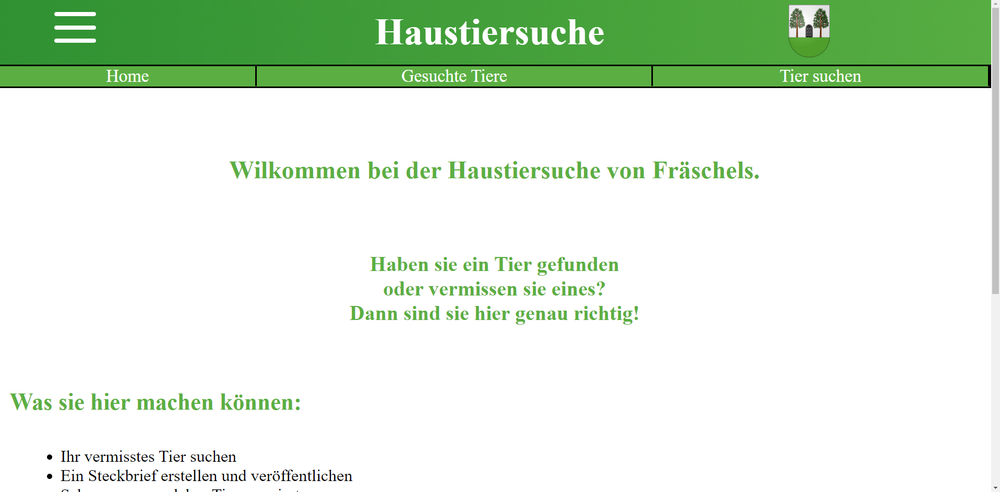 Haustiersuche
Home
Gesuchte Tiere
Tier suchen
Wilkommen bei der Haustiersuche von Fräschels.
Haben sie ein Tier gefunden
oder vermissen sie eines?
Dann sind sie hier genau richtig!
Was sie hier machen können:
Ihr vermisstes Tier suchen
Ein Steckbrief erstellen und veröffentlichen